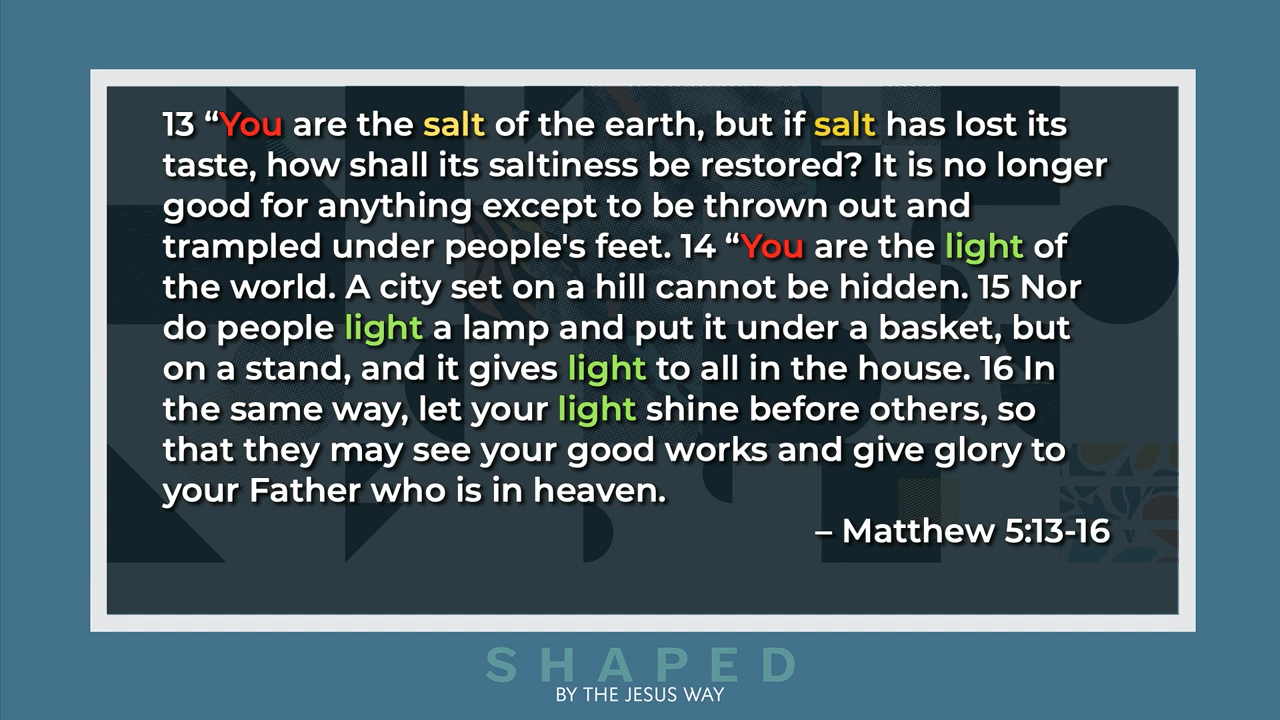 13 “You are the salt of the earth, but if salt has lost its
taste, how shall its saltiness be restored? It is no longer
good for anything except to be thrown out and
trampled under people's feet. 14 “You are the light of
the world. A city set on a hill cannot be hidden. 15 Nor
do people light a lamp and put it under a basket, but
on a stand, and it gives light to all in the house. 16 In
the same way, let your light shine before others, so
that they may see your good works and give glory to
your Father who is in heaven.
– Matthew 5:13-16
SHAPED
BY THE JESUS WAY